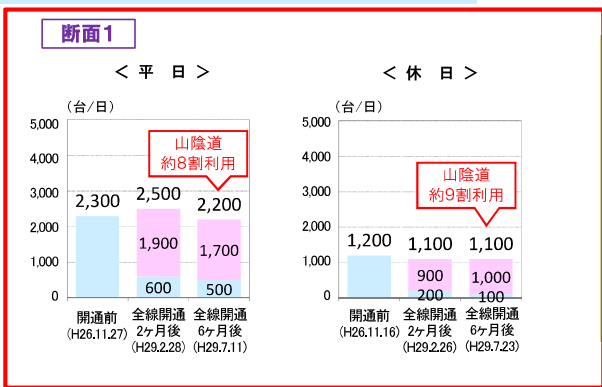 断面1
＜ 平 日 ＞
（台/日）
5,000
4,000
3,000
2,000
1,000
0
山陰道
約8割利用
2,300
2,500
2,200
1,900
1,700
600
500
開通前
(H26.11.27)
全線開通
2ヶ月後
(H29.2.28)
全線開通
6ヶ月後
(H29.7.11)
＜ 休 日 ＞
（台/日）
5,000
4,000
3,000
2,000
1,000
0
山陰道
約9割利用
1,200
1,100
1,100
900
1,000
200
100
開通前
(H26.11.16)
全線開通
2ヶ月後
(H29.2.26)
全線開通
6ヶ月後
(H29.7.23)